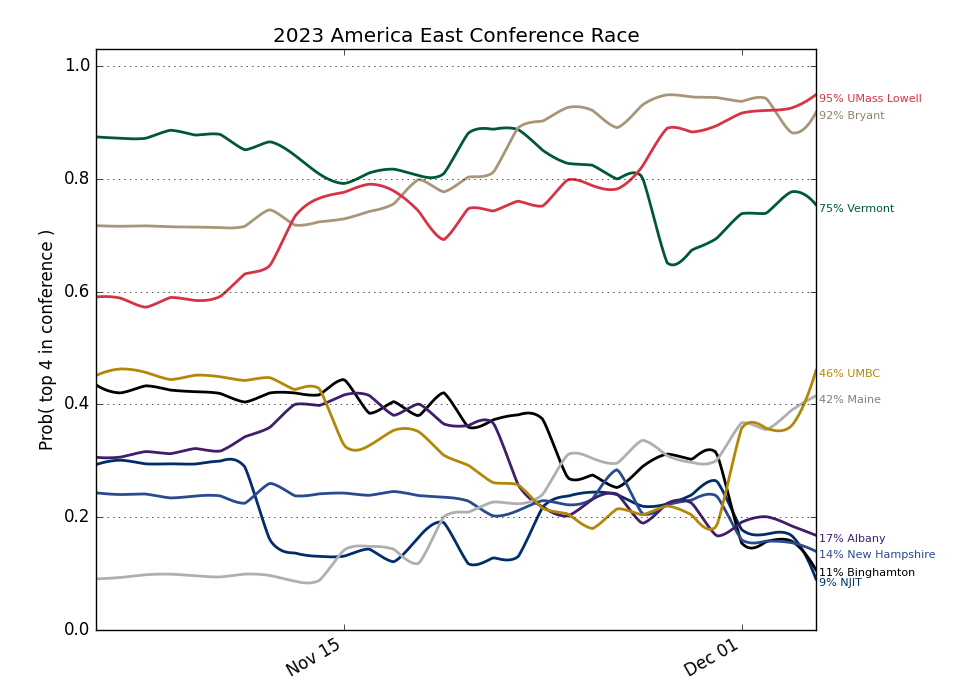 2023 America East Conference Race
Prob( top 4 in conference )
1.0
0.8
0.6
0.4
0.2
0.0
Nov 15
Dec 01
95% UMass Lowell
92% Bryant
75% Vermont
46% UMBC
42% Maine
17% Albany
14% New Hampshire
11% Binghamton
9% NJIT